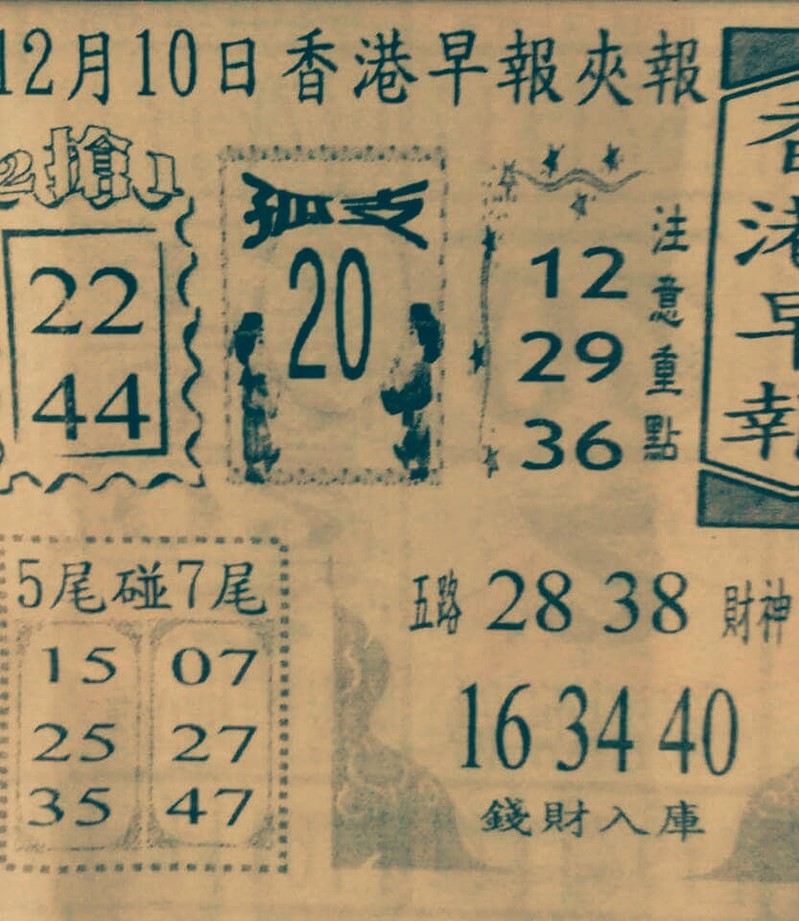 12月10日香港早報夾報
香港早報
2搶1
22
44
孤支
20
注意重點
12
29
36
5尾碰7尾
15 07
25 27
35 47
五路 28 38 財神
16 34 40
錢財入庫